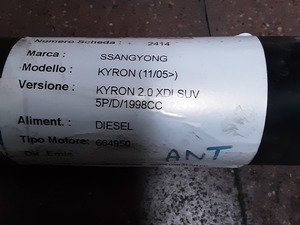 Numero Scheda : 2414
Marca : SSANGYONG
Modello : KYRON (11/05>)
Versione : KYRON 2.0 XDI SUV
5P/D/1998CC
Aliment. : DIESEL
Tipo Motore: 664950
ANT